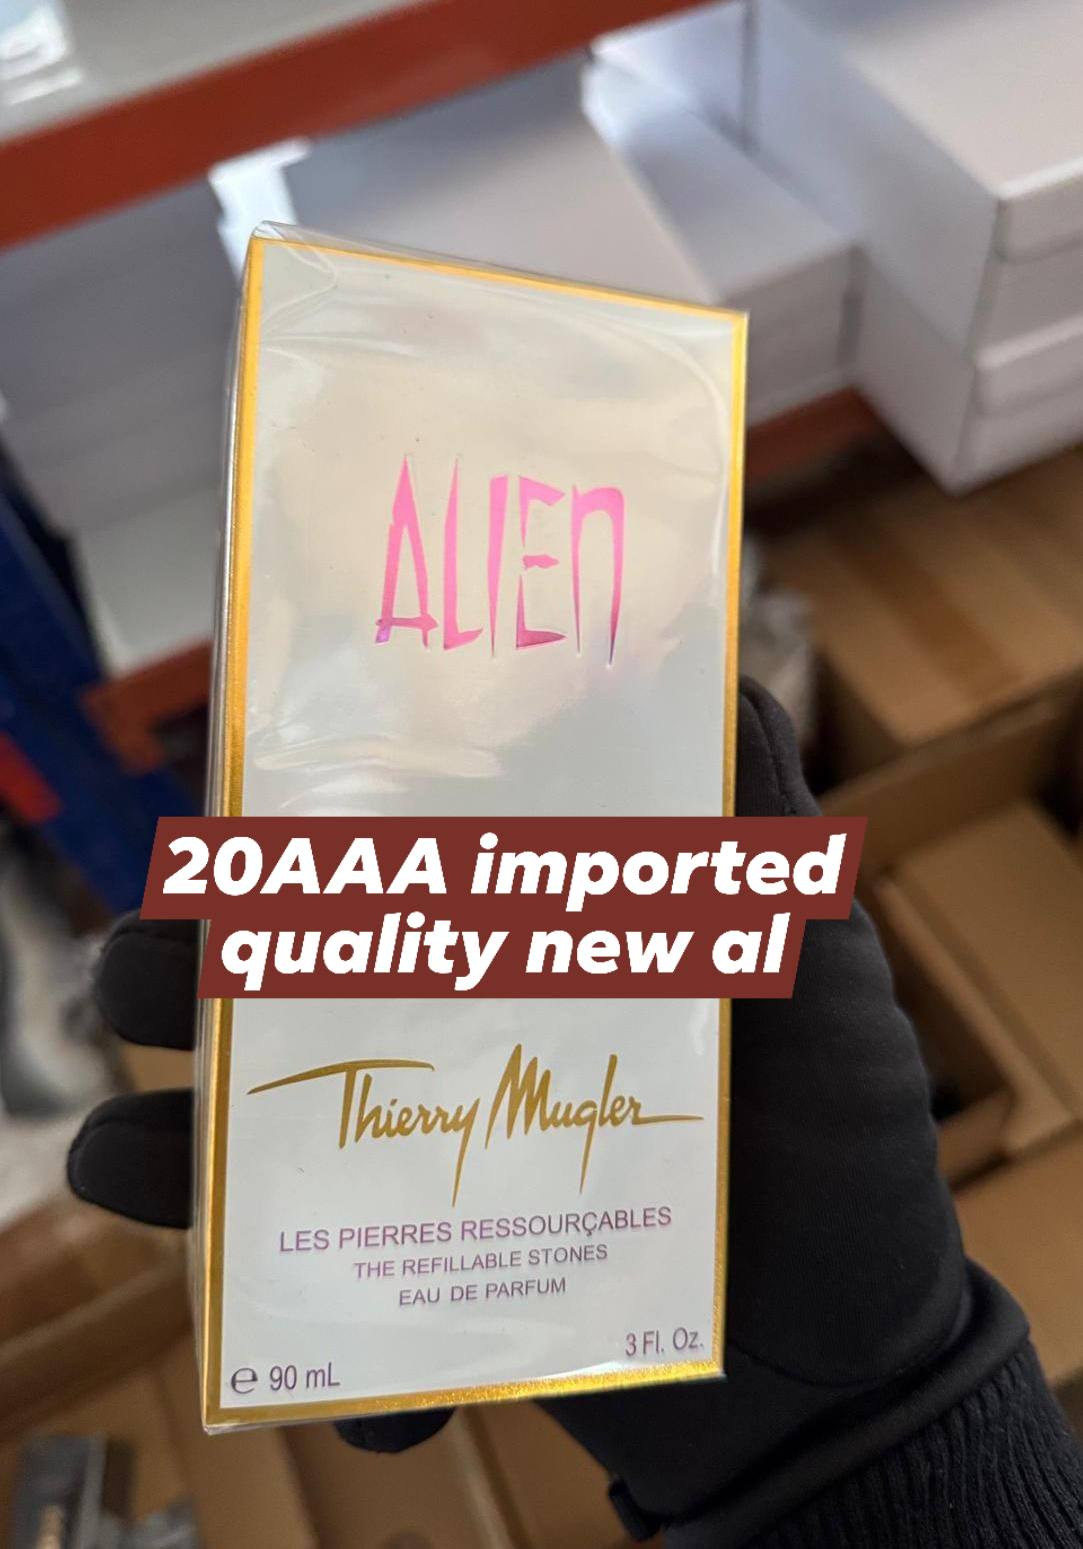 ALIEN
20AAA imported
quality new al
Thierry Mugler
LES PIERRES RESSOURÇABLES
THE REFILLABLE STONES
EAU DE PARFUM
3 Fl. Oz.
℮ 90 mL